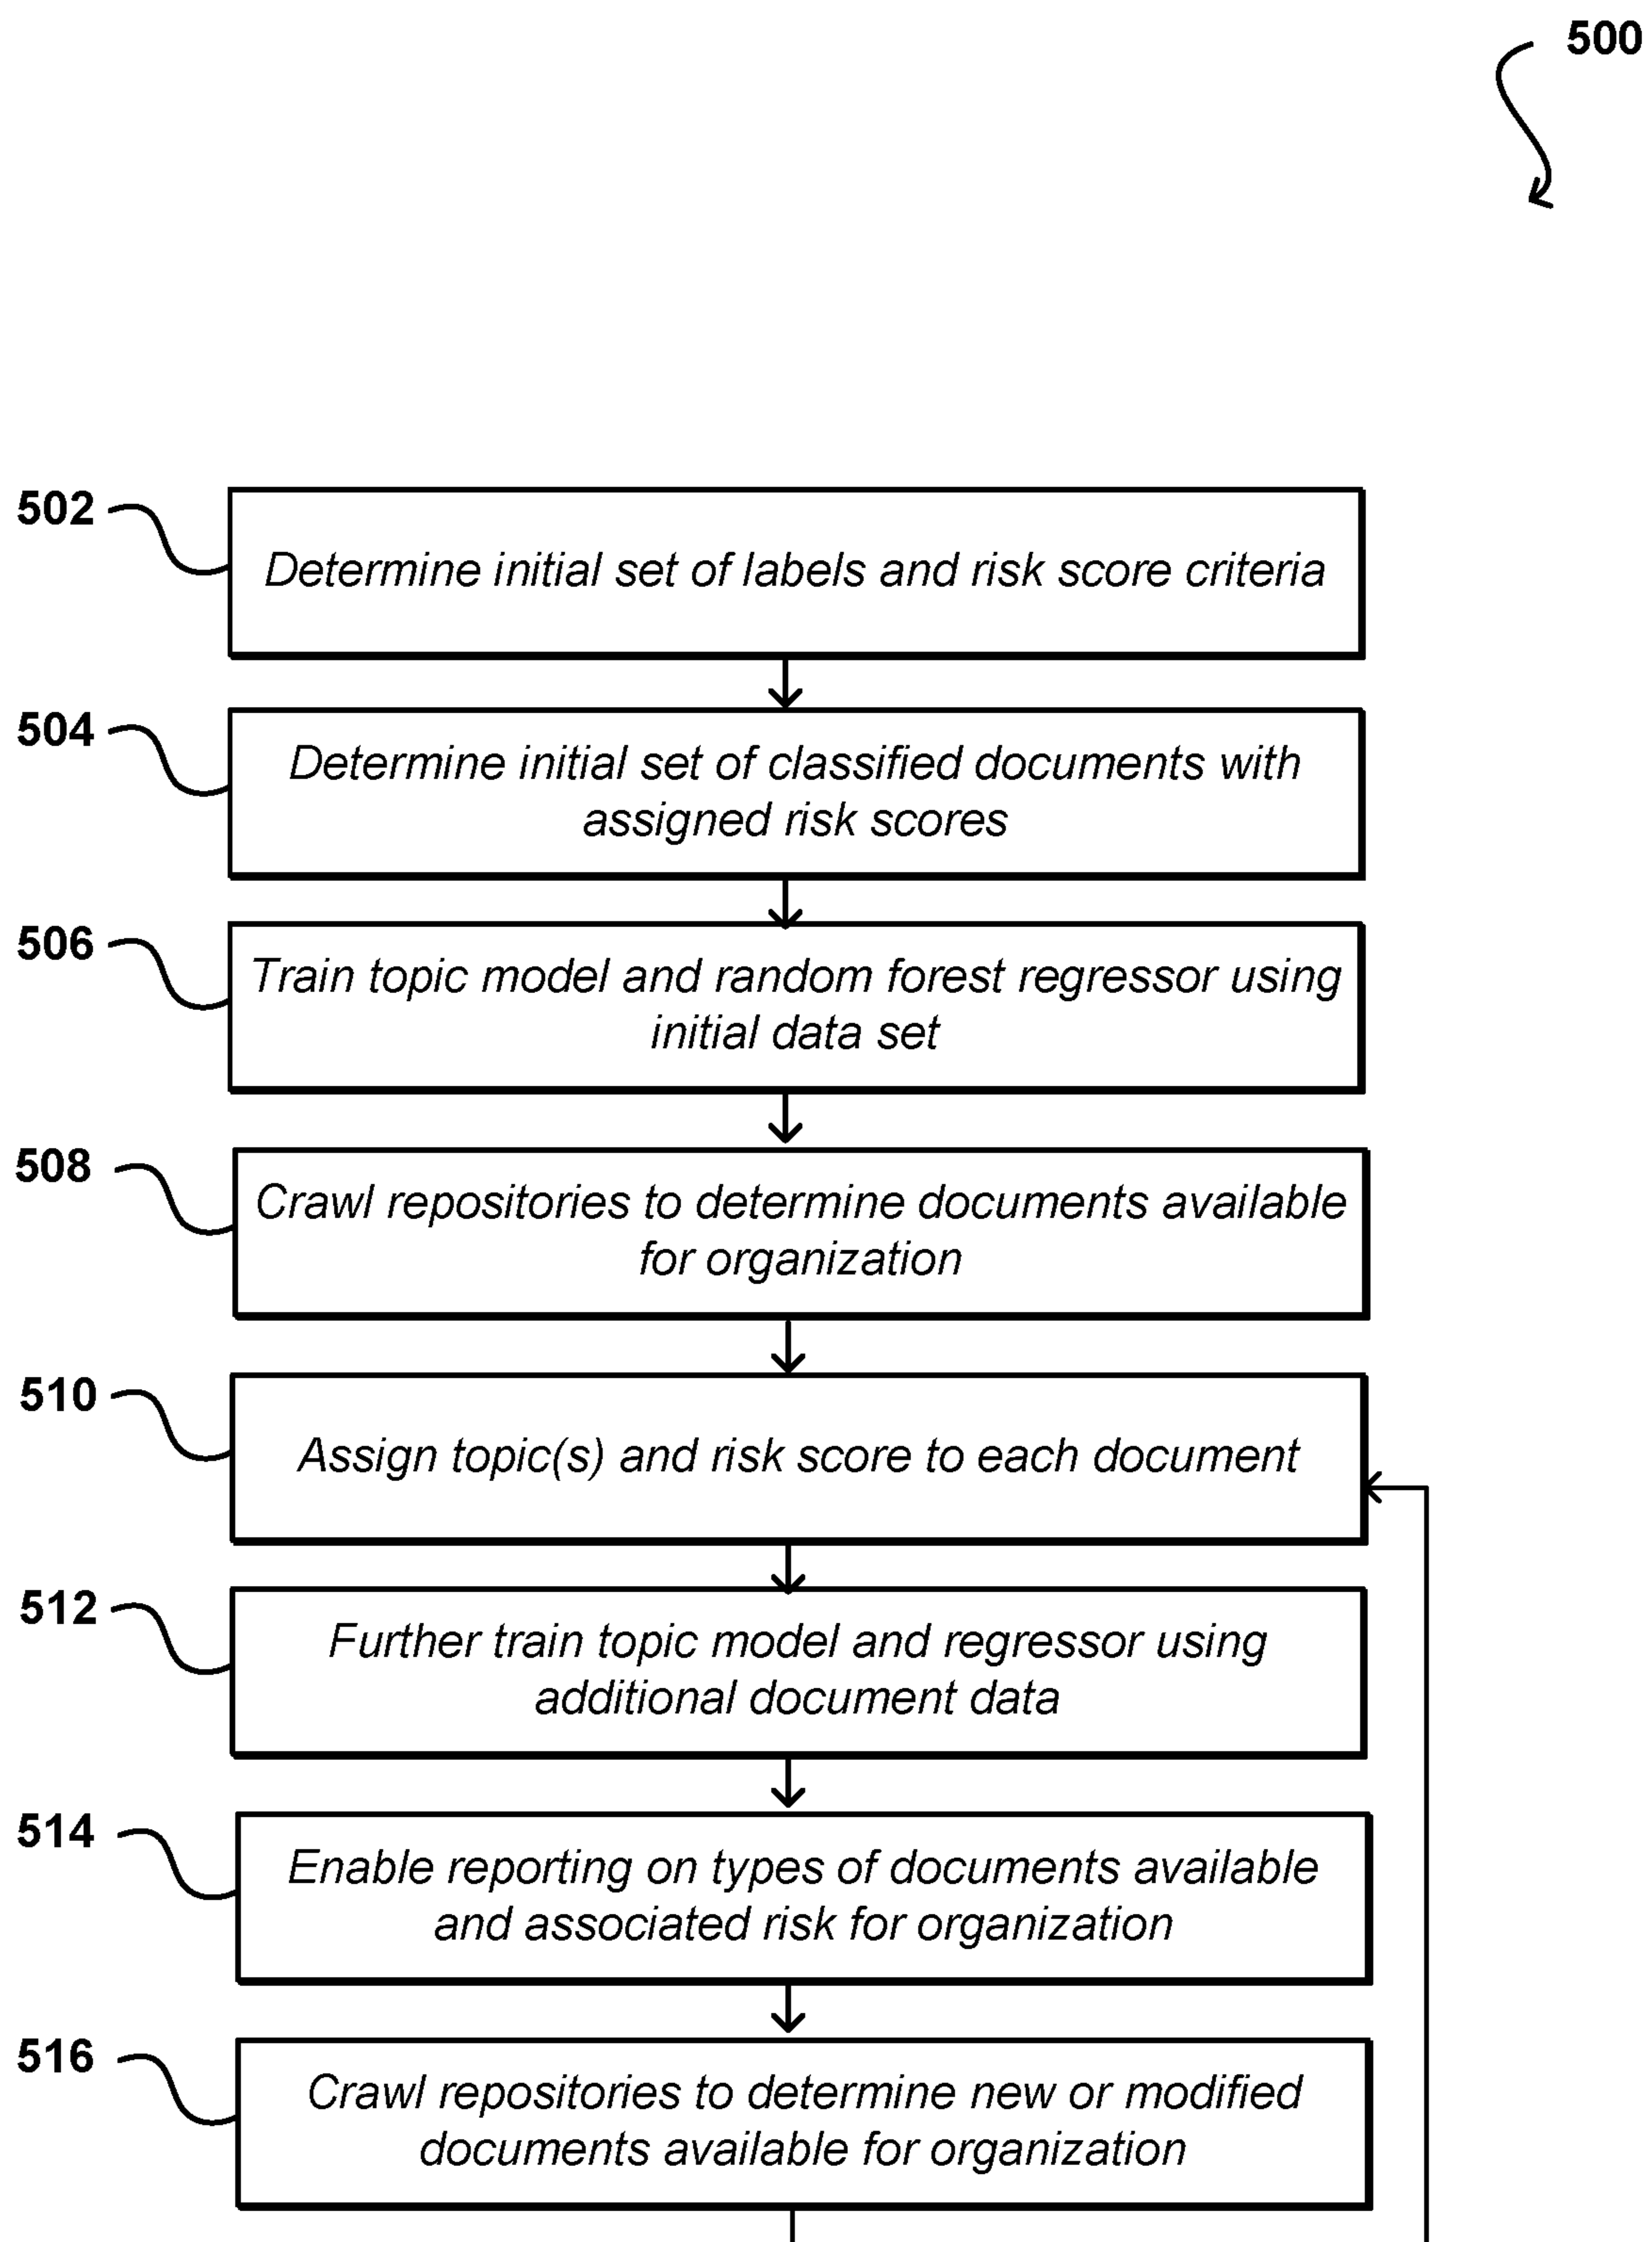 500
502
Determine initial set of labels and risk score criteria
504
Determine initial set of classified documents with
assigned risk scores
506
Train topic model and random forest regressor using
initial data set
508
Crawl repositories to determine documents available
for organization
510
Assign topic(s) and risk score to each document
512
Further train topic model and regressor using
additional document data
514
Enable reporting on types of documents available
and associated risk for organization
516
Crawl repositories to determine new or modified
documents available for organization